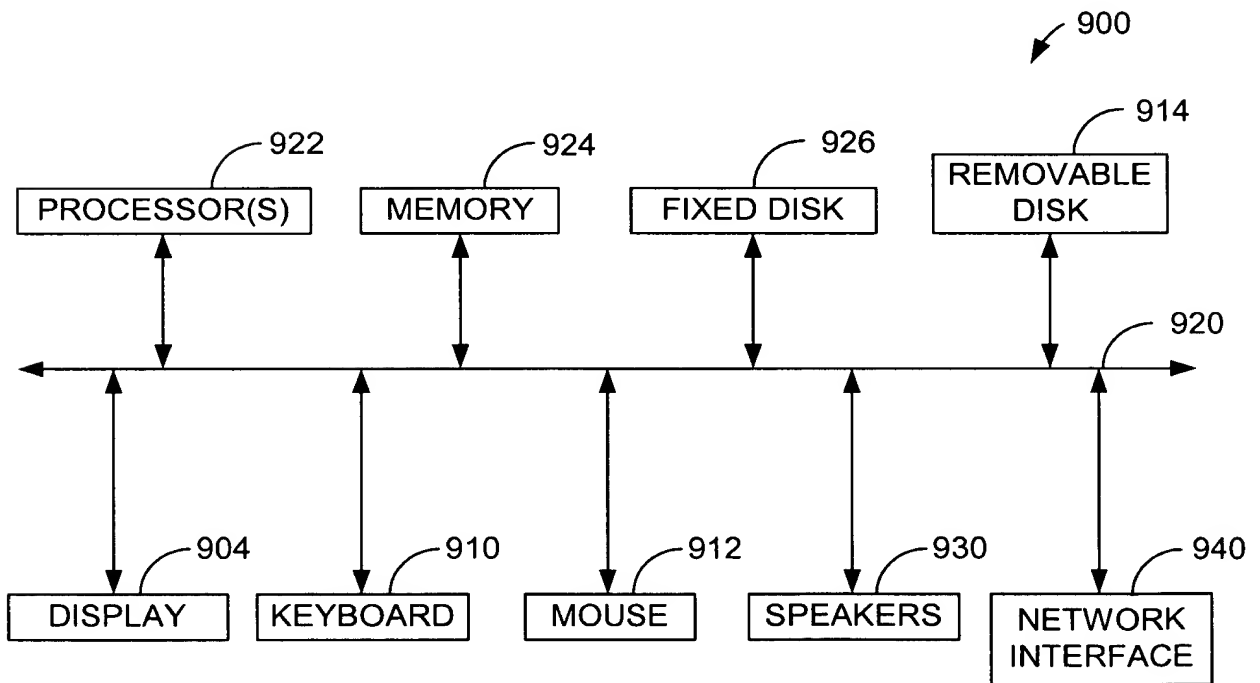 900
922
924
926
914
PROCESSOR(S)
MEMORY
FIXED DISK
REMOVABLE
DISK
920
904
910
912
930
940
DISPLAY
KEYBOARD
MOUSE
SPEAKERS
NETWORK
INTERFACE